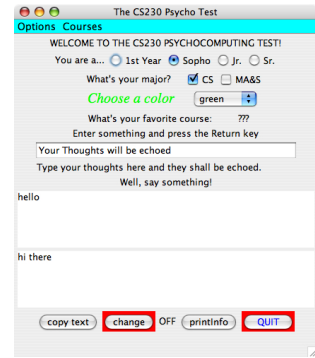 The CS230 Psycho Test
Options Courses
WELCOME TO THE CS230 PSYCHOCOMPUTING TEST!
You are a... 1st Year Sopho Jr. Sr.
What's your major? CS MA&S
Choose a color green
What's your favorite course: ???
Enter something and press the Return key
Your Thoughts will be echoed
Type your thoughts here and they shall be echoed.
Well, say something!
hello
hi there
copy text change OFF printInfo QUIT